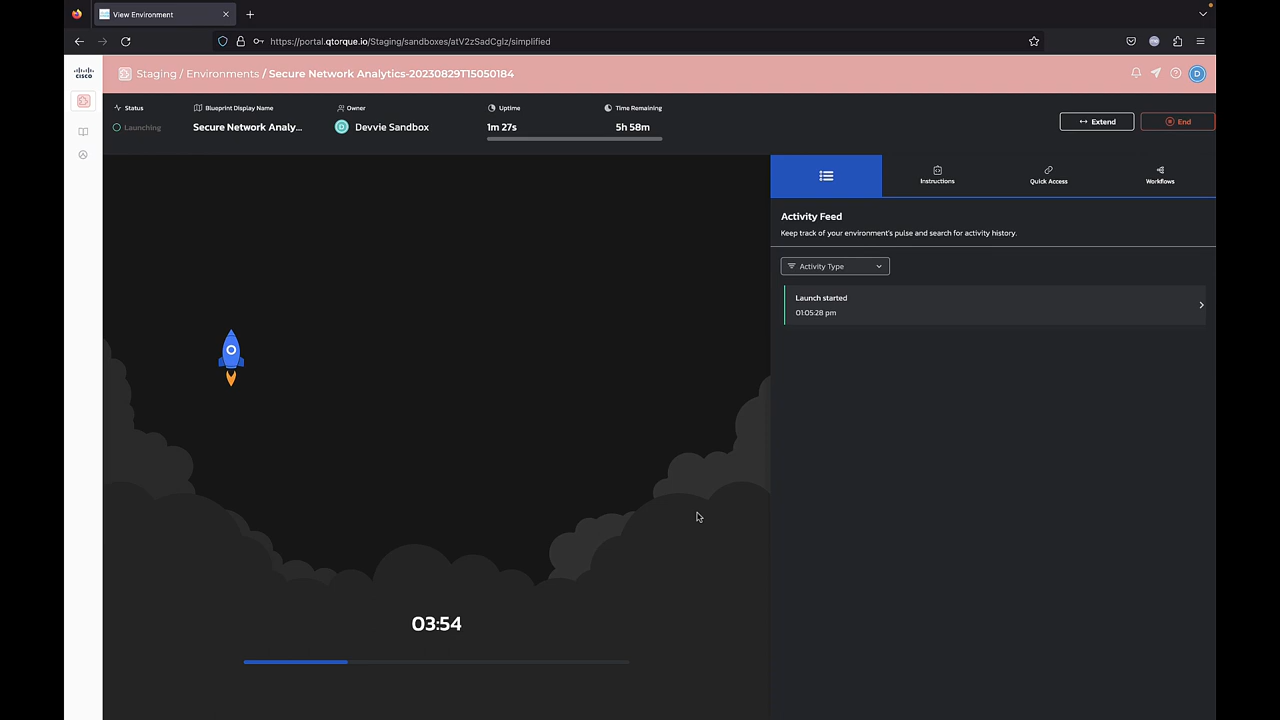 View Environment
https://portal.qtorque.io/Staging/sandboxes/atV2zSadCglz/simplified
CISCO
Staging / Environments / Secure Network Analytics-20230829T15050184
D
Status
Blueprint Display Name
Owner
Uptime
Time Remaining
Launching
Secure Network Analy...
D
Devvie Sandbox
1m 27s
5h 58m
Extend
End
Instructions
Quick Access
Workflows
Activity Feed
Keep track of your environment's pulse and search for activity history.
Activity Type
Launch started
01:05:28 pm
03:54